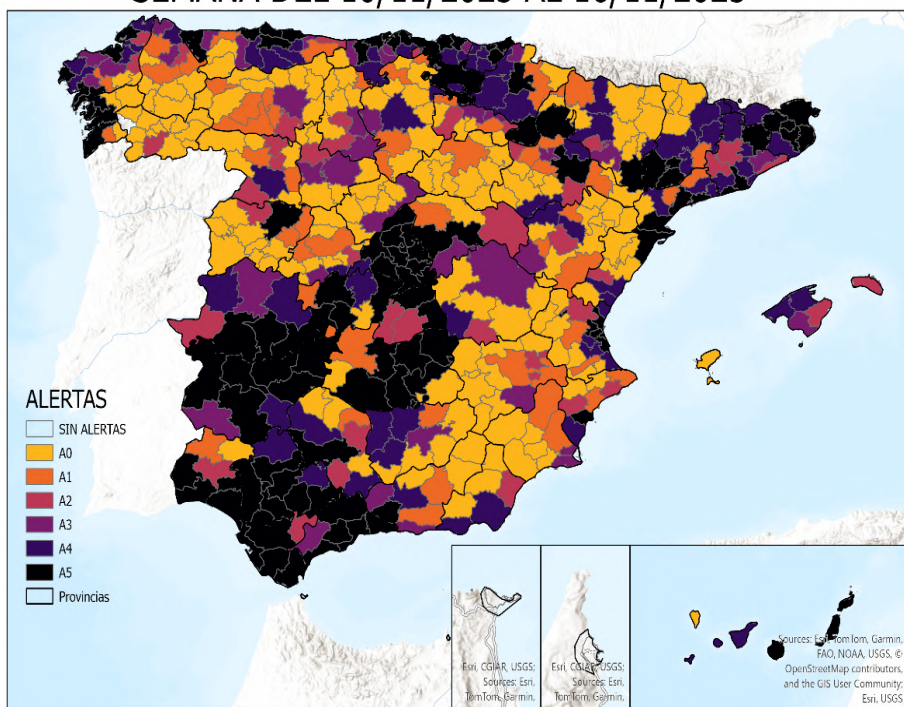 ALERTAS
SIN ALERTAS
A0
A1
A2
A3
A4
A5
Provincias
Esri, CGIAR, USGS;
Sources: Esri,
TomTom, Garmin,
Esri, CGIAR, USGS;
Sources: Esri,
TomTom, Garmin,
Sources: Esri, TomTom, Garmin,
FAO, NOAA, USGS, ©
OpenStreetMap contributors,
and the GIS User Community;
Esri, USGS